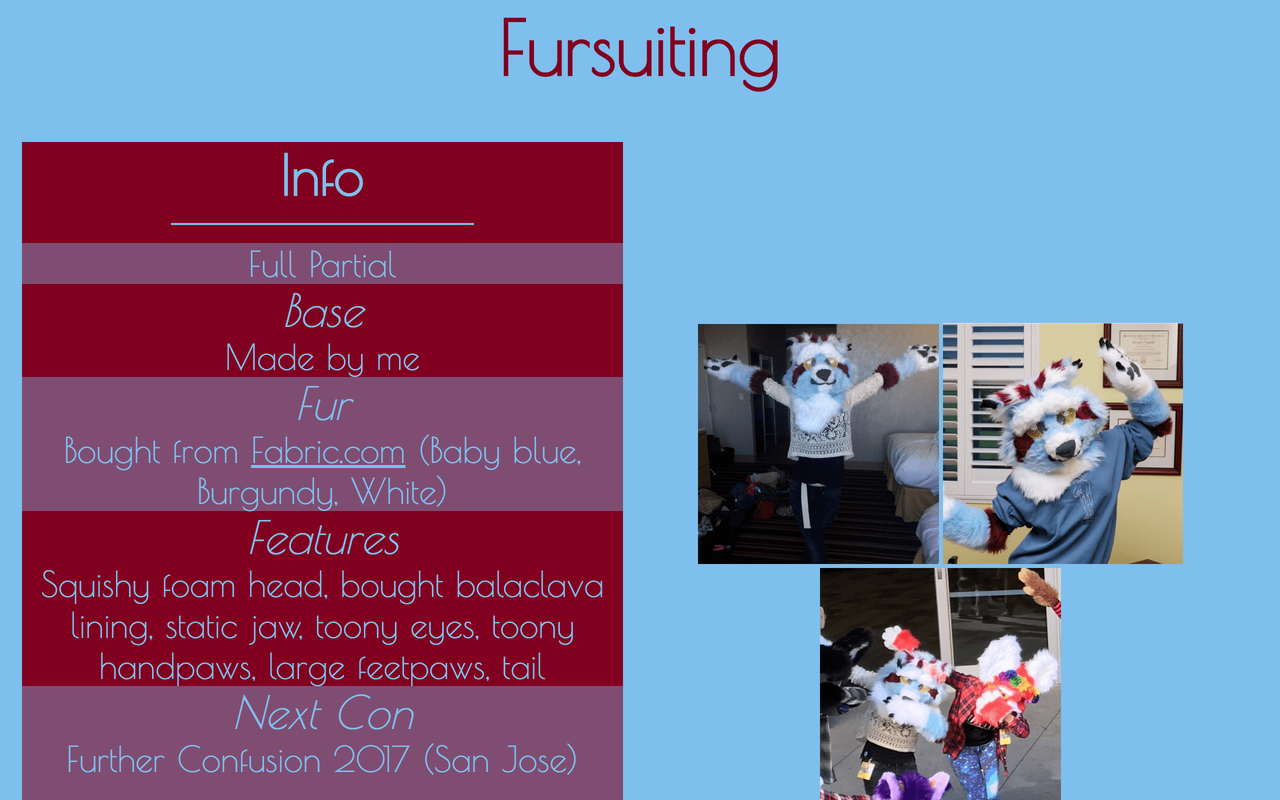 Fursuiting
Info
Full Partial
Base
Made by me
Fur
Bought from Fabric.com (Baby blue,
Burgundy, White)
Features
Squishy foam head, bought balaclava
lining, static jaw, toony eyes, toony
handpaws, large feetpaws, tail
Next Con
Further Confusion 2017 (San Jose)